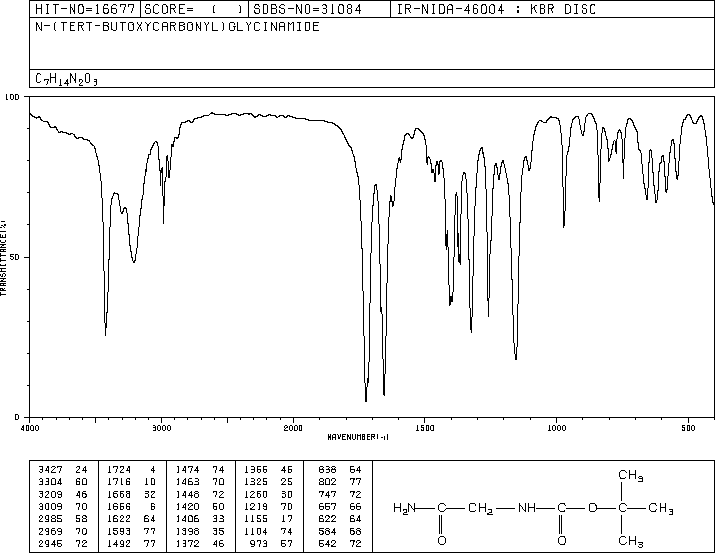 HIT-NO=16677 SCORE= ( ) SDBS-NO=31084 IR-NIDA-46004 : KBR DISC
N-(TERT-BUTOXYCARBONYL)GLYCINAMIDE
C7H14N2O3
100
50
0
TRANSMITTANCE(%)
4000 3000 2000 1500 1000 500
WAVENUMBER(-1)
3427 24 1724 4 1474 74 1366 46 838 64
3304 60 1716 10 1463 70 1325 25 802 77
3209 46 1668 32 1448 72 1260 30 747 72
3009 70 1656 6 1420 60 1219 70 657 66
2985 58 1622 64 1406 33 1155 17 622 64
2969 70 1593 77 1398 35 1104 74 584 68
2945 72 1492 77 1372 46 973 57 542 72
CH3
H2N C CH2 NH C O C CH3
O O CH3